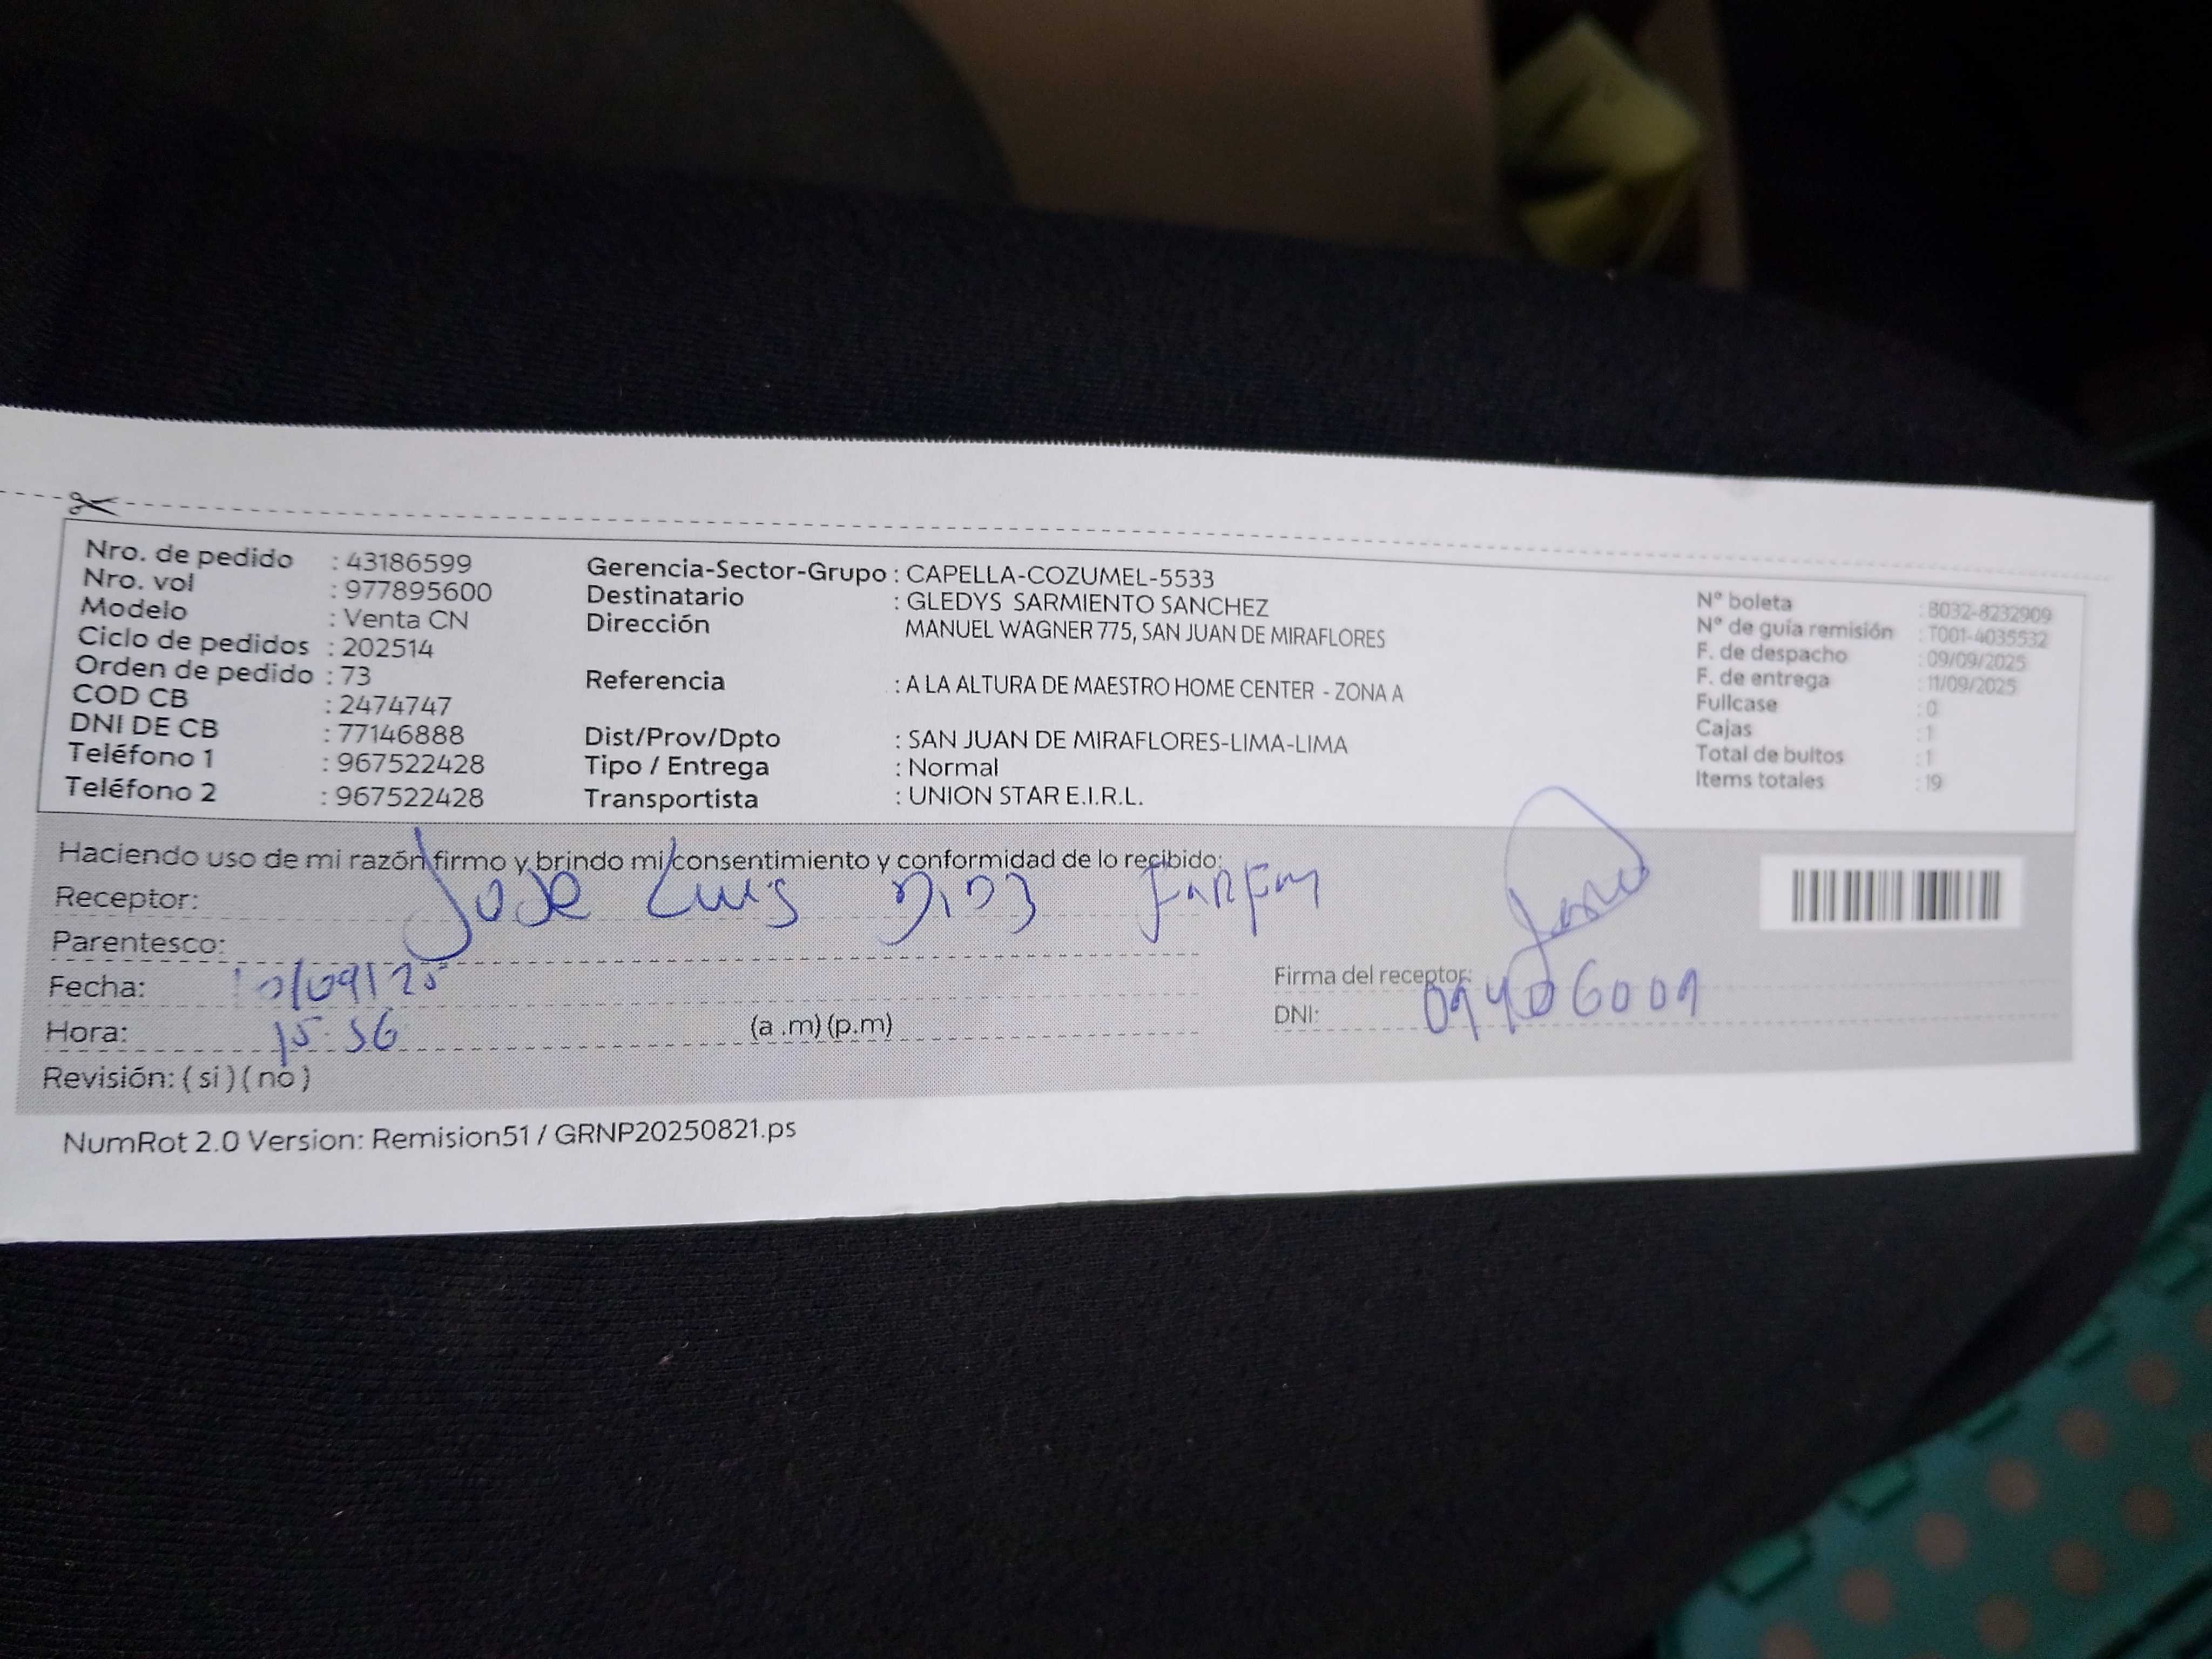 Nro. de pedido : 43186599
Nro. vol : 977895600
Modelo : Venta CN
Ciclo de pedidos : 202514
Orden de pedido : 73
COD CB : 2474747
DNI DE CB : 77146888
Teléfono 1 : 967522428
Teléfono 2 : 967522428
Gerencia-Sector-Grupo : CAPELLA-COZUMEL-5533
Destinatario : GLEDYS SARMIENTO SANCHEZ
Dirección MANUEL WAGNER 775, SAN JUAN DE MIRAFLORES
Referencia : A LA ALTURA DE MAESTRO HOME CENTER - ZONA A
Dist/Prov/Dpto : SAN JUAN DE MIRAFLORES-LIMA-LIMA
Tipo / Entrega : Normal
Transportista : UNION STAR E.I.R.L.
Nº boleta : B032-8232909
Nº de guía remisión : T001-4035532
F. de despacho : 09/09/2025
F. de entrega : 11/09/2025
Fullcase : 0
Cajas : 1
Total de bultos : 1
Items totales : 19
Haciendo uso de mi razón firmo y brindo mi consentimiento y conformidad de lo recibido:
Receptor: Jose Luis
Parentesco:
Fecha:
Hora: 15:56 (a .m) (p.m)
Revisión: ( si ) ( no )
Firma del receptor:
DNI: 09406009
NumRot 2.0 Version: Remision51 / GRNP20250821.ps